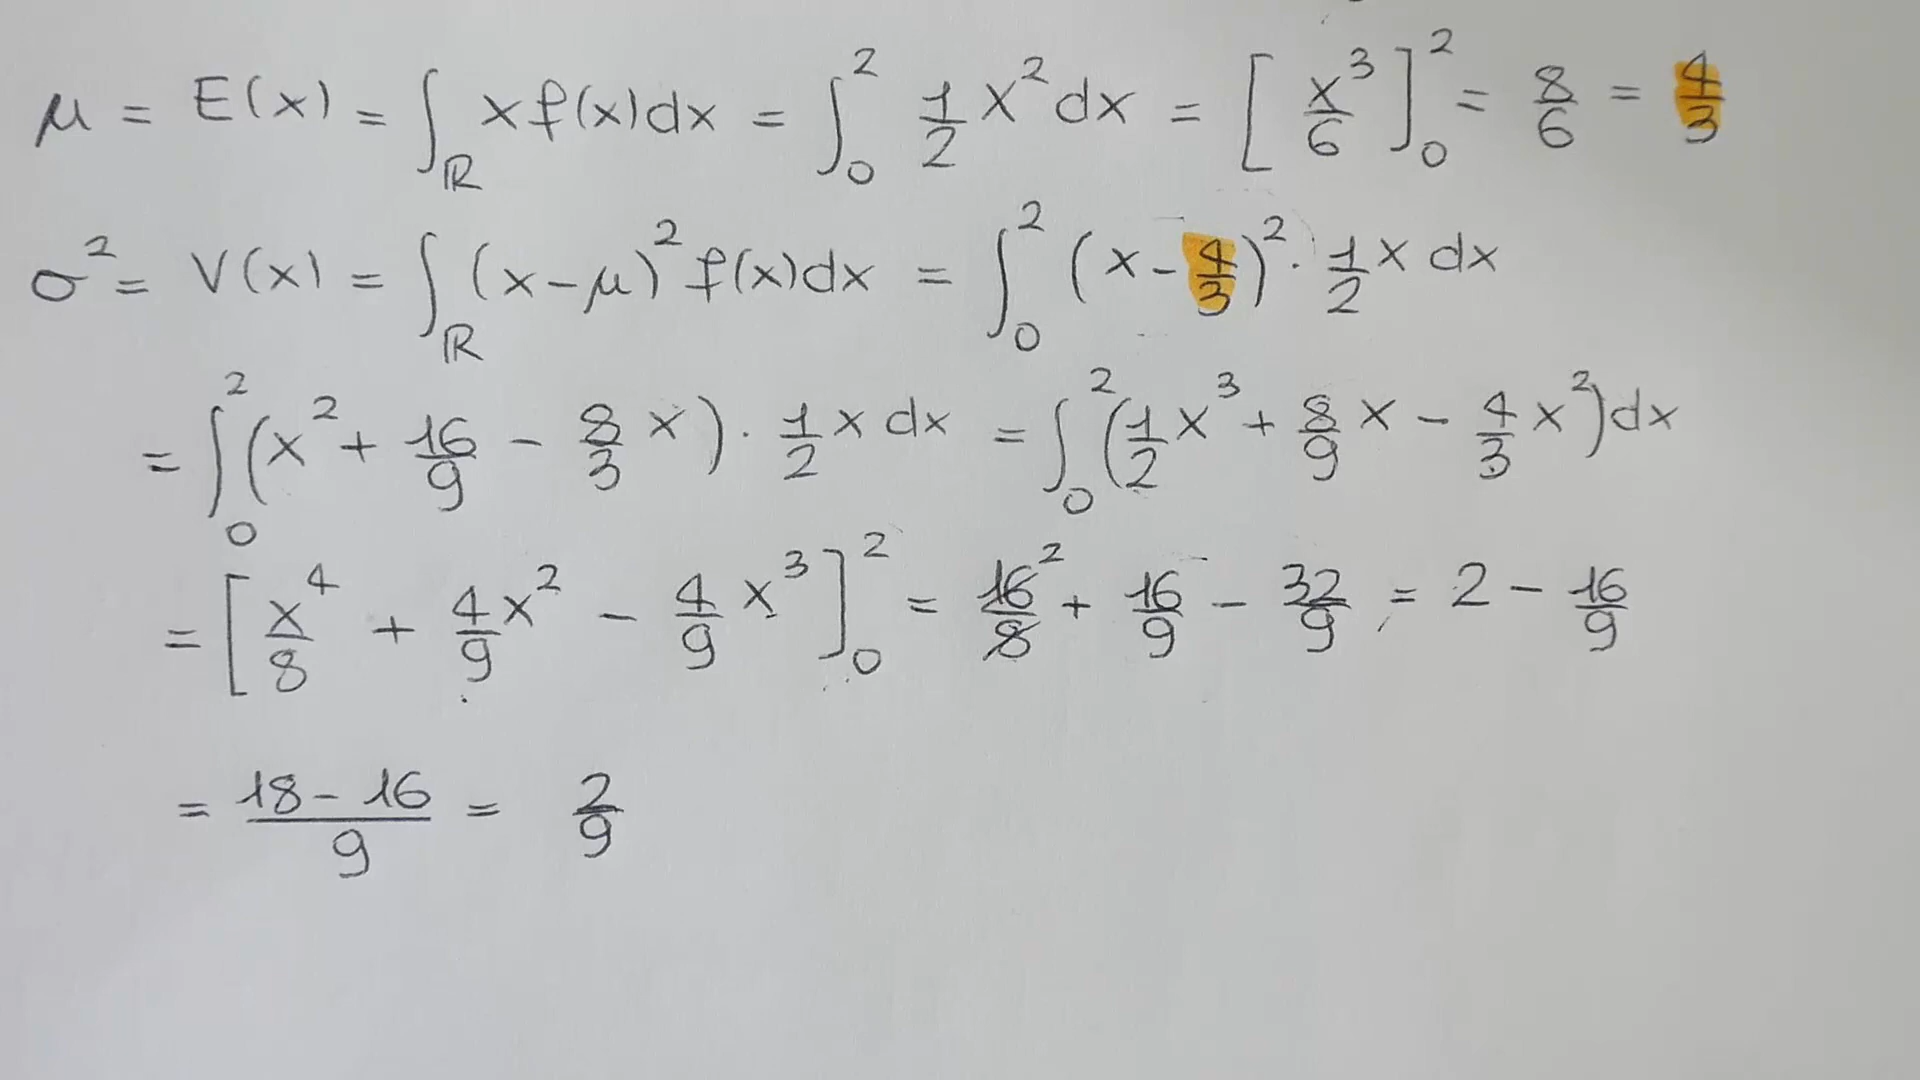 μ = E(x) = ∫_ℝ x f(x)dx = ∫_0^2 1/2 x^2 dx = [x^3/6]_0^2 = 8/6 = 4/3
σ^2 = V(x) = ∫_ℝ (x-μ)^2 f(x)dx = ∫_0^2 (x - 4/3)^2 · 1/2 x dx
= ∫_0^2 (x^2 + 16/9 - 8/3 x) · 1/2 x dx = ∫_0^2 (1/2 x^3 + 8/9 x - 4/3 x^2)dx
= [x^4/8 + 4/9 x^2 - 4/9 x^3]_0^2 = 16/8 2 + 16/9 - 32/9 = 2 - 16/9
= (18 - 16)/9 = 2/9